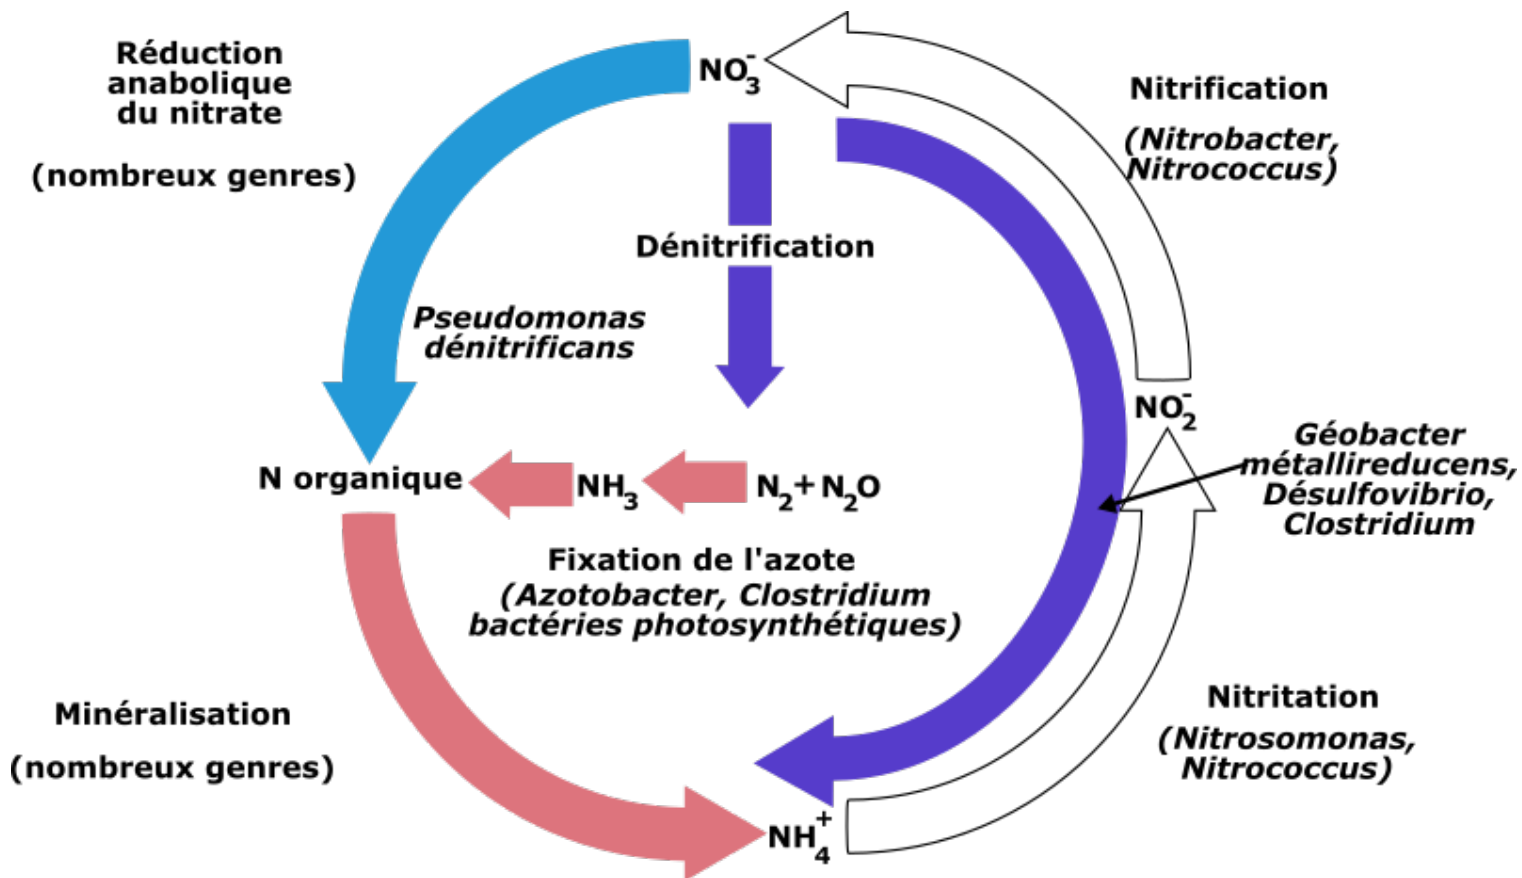 Réduction
anabolique
du nitrate
(nombreux genres)
NO3-
Nitrification
(Nitrobacter,
Nitrococcus)
Dénitrification
Pseudomonas
dénitrificans
NO2-
Géobacter
métallireducens,
Désulfovibrio,
Clostridium
N organique
NH3
N2+N2O
Fixation de l'azote
(Azotobacter, Clostridium
bactéries photosynthétiques)
Minéralisation
(nombreux genres)
Nitritation
(Nitrosomonas,
Nitrococcus)
NH4+